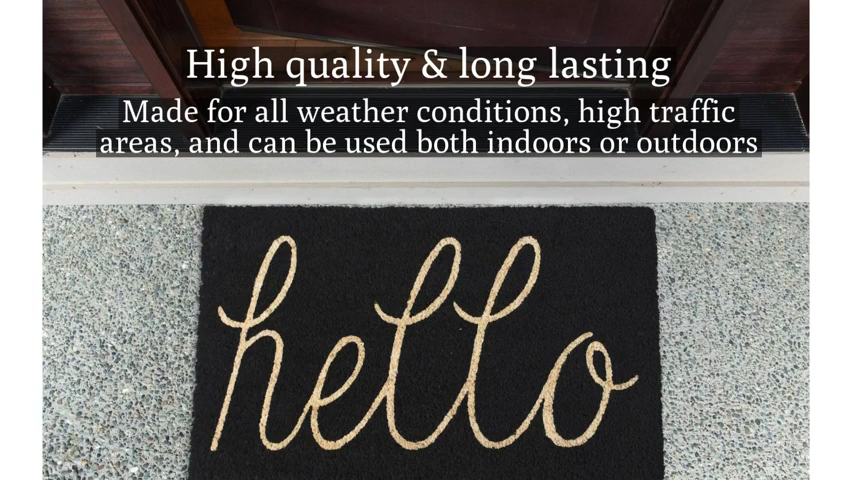 High quality & long lasting
Made for all weather conditions, high traffic
areas, and can be used both indoors or outdoors
hello